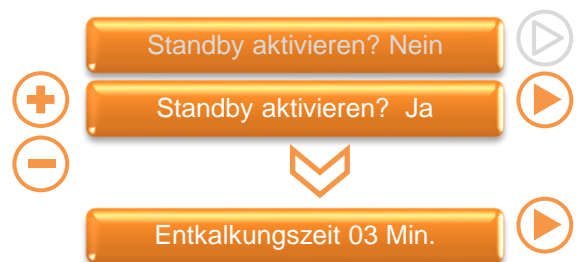 Standby aktivieren? Nein
Standby aktivieren? Ja
Entkalkungszeit 03 Min.